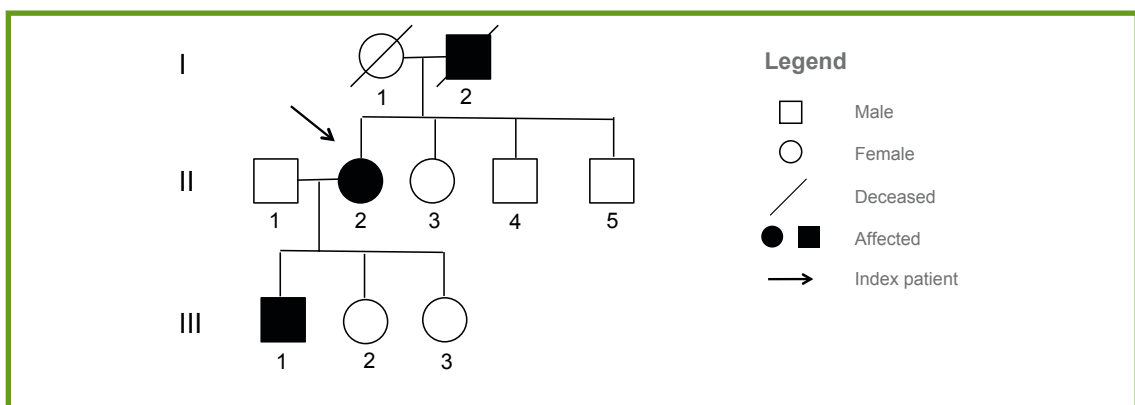 I
1 2
Legend
Male
Female
Deceased
Affected
Index patient
II
1 2 3 4 5
III
1 2 3